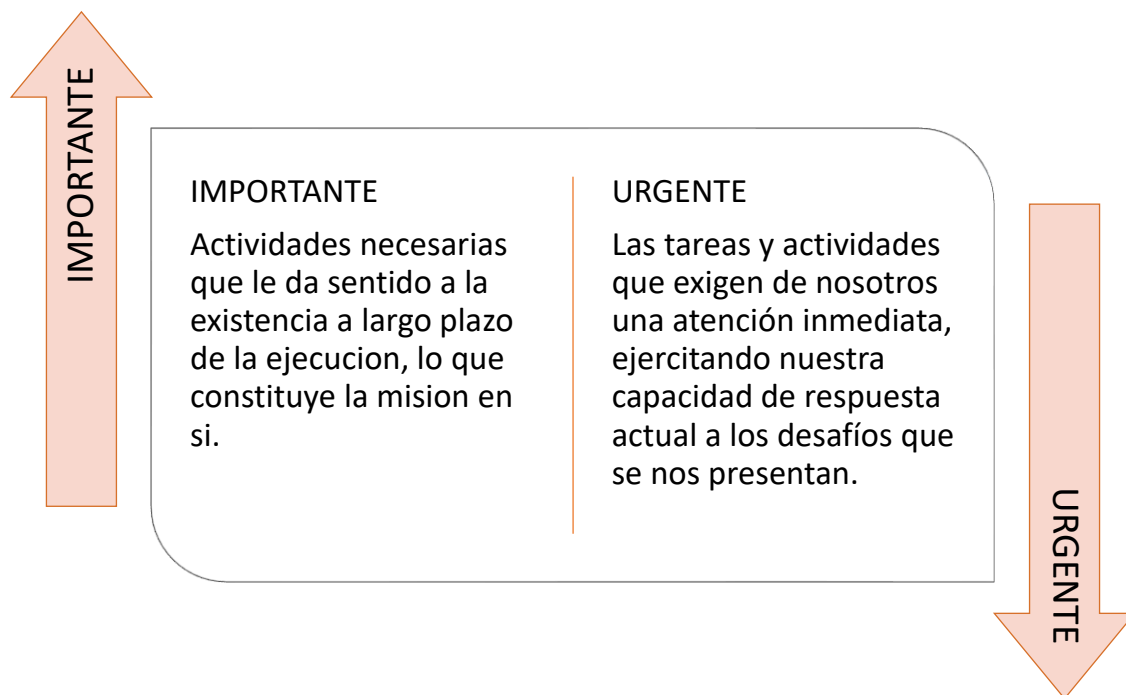 IMPORTANTE
IMPORTANTE
Actividades necesarias
que le da sentido a la
existencia a largo plazo
de la ejecucion, lo que
constituye la mision en
si.
URGENTE
Las tareas y actividades
que exigen de nosotros
una atención inmediata,
ejercitando nuestra
capacidad de respuesta
actual a los desafíos que
se nos presentan.
URGENTE